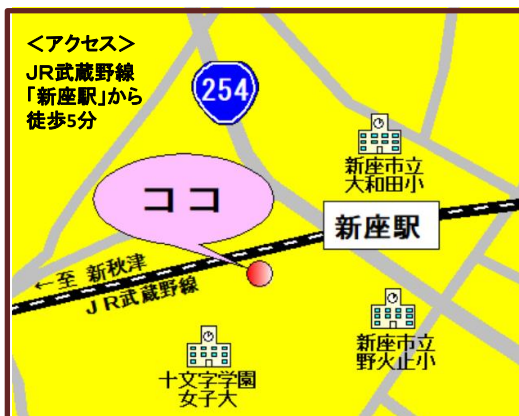 ＜アクセス＞
ＪＲ武蔵野線
「新座駅」から
徒歩5分
254
新座市立
大和田小
ココ
新座駅
←至 新秋津
ＪＲ武蔵野線
新座市立
野火止小
十文字学園
女子大